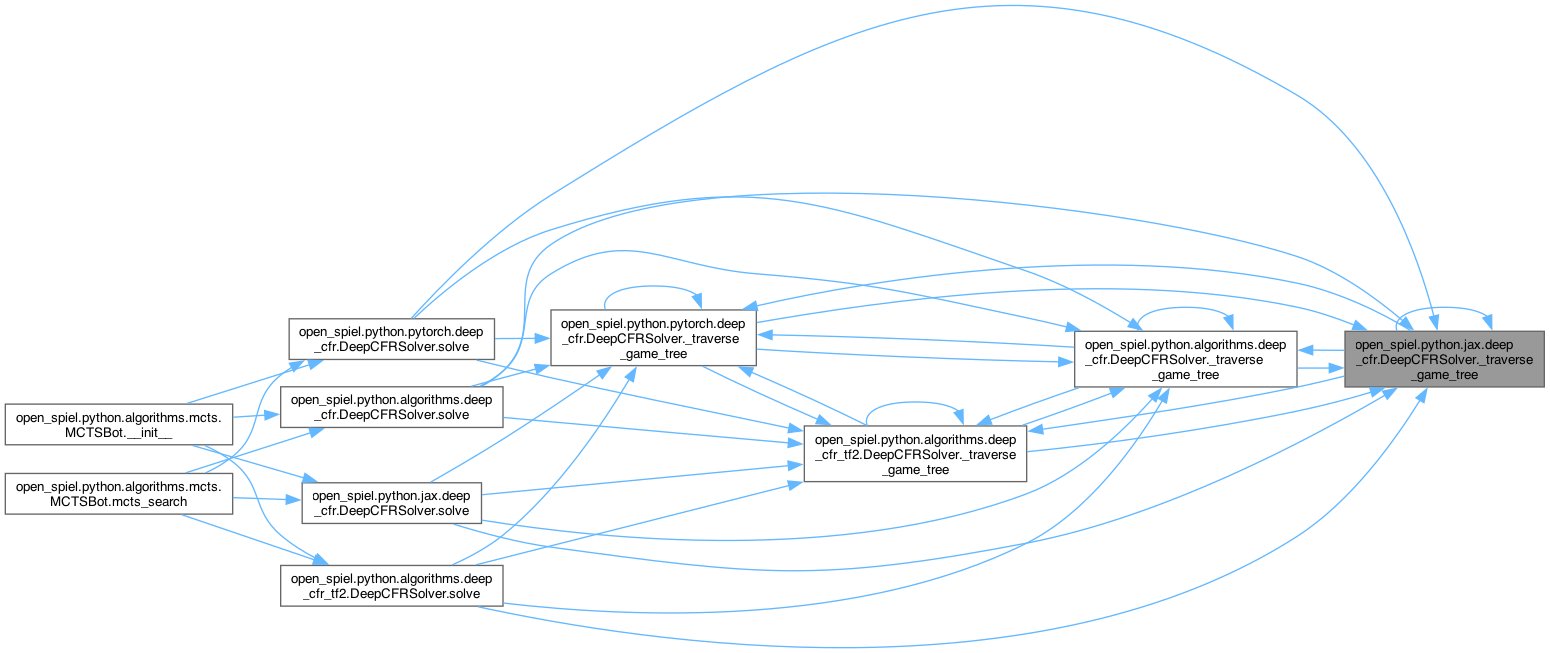 open_spiel.python.pytorch.deep
_cfr.DeepCFRSolver.solve
open_spiel.python.algorithms.deep
_cfr.DeepCFRSolver.solve
open_spiel.python.algorithms.mcts.
MCTSBot.__init__
open_spiel.python.algorithms.mcts.
MCTSBot.mcts_search
open_spiel.python.jax.deep
_cfr.DeepCFRSolver.solve
open_spiel.python.algorithms.deep
_cfr_tf2.DeepCFRSolver.solve
open_spiel.python.pytorch.deep
_cfr.DeepCFRSolver._traverse
_game_tree
open_spiel.python.algorithms.deep
_cfr_tf2.DeepCFRSolver._traverse
_game_tree
open_spiel.python.algorithms.deep
_cfr.DeepCFRSolver._traverse
_game_tree
open_spiel.python.jax.deep
_cfr.DeepCFRSolver._traverse
_game_tree